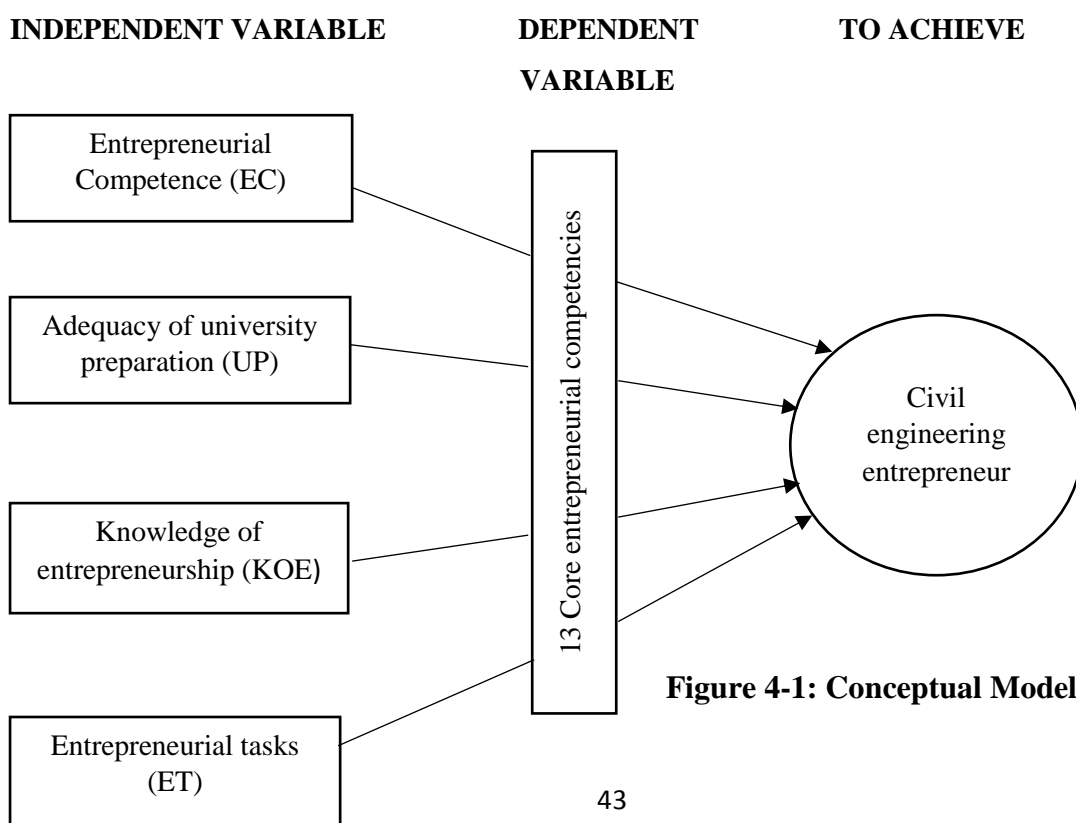 INDEPENDENT VARIABLE
DEPENDENT
VARIABLE
TO ACHIEVE
Entrepreneurial
Competence (EC)
Adequacy of university
preparation (UP)
Knowledge of
entrepreneurship (KOE)
Entrepreneurial tasks
(ET)
13 Core entrepreneurial competencies
Civil
engineering
entrepreneur
Figure 4-1: Conceptual Model
43